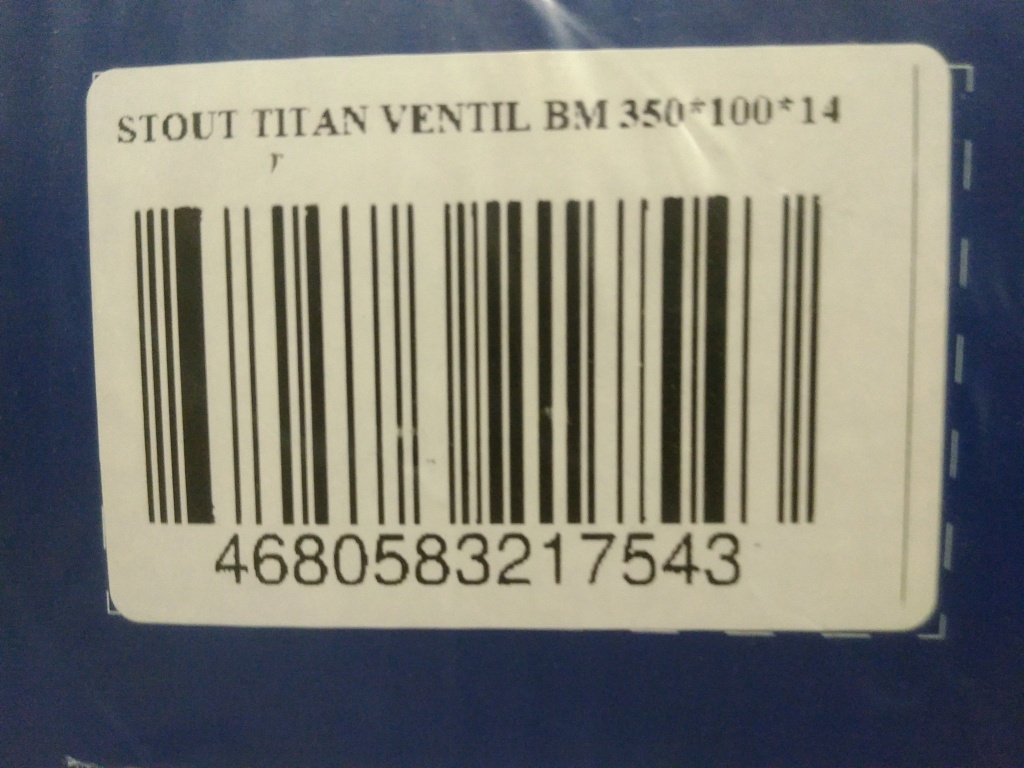 STOUT TITAN VENTIL BM 350*100*14
r
4680583217543